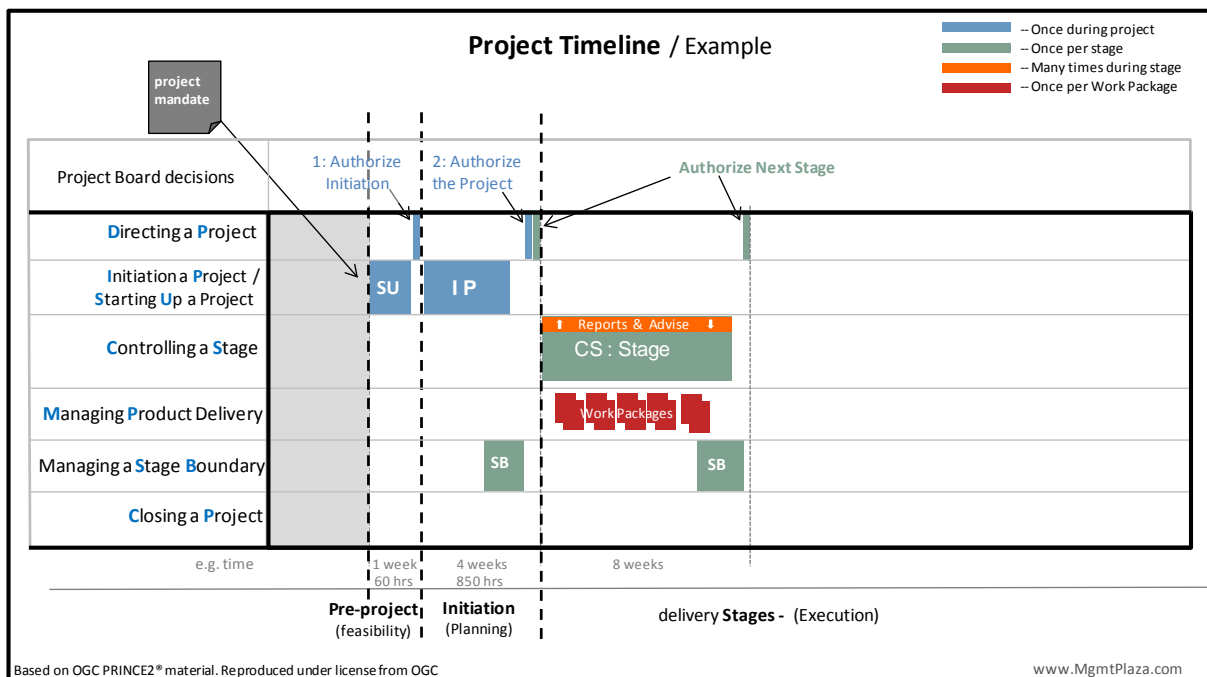 Project Timeline / Example
-- Once during project
-- Once per stage
-- Many times during stage
-- Once per Work Package
project
mandate
Project Board decisions
1: Authorize
Initiation
2: Authorize
the Project
Authorize Next Stage
Directing a Project
Initiation a Project /
Starting Up a Project
SU
I P
Controlling a Stage
⬆ Reports & Advise ⬇
CS : Stage
Managing Product Delivery
Work Packages
Managing a Stage Boundary
SB
SB
Closing a Project
e.g. time
1 week
60 hrs
4 weeks
850 hrs
8 weeks
Pre-project
(feasibility)
Initiation
(Planning)
delivery Stages - (Execution)
Based on OGC PRINCE2® material. Reproduced under license from OGC
www.MgmtPlaza.com